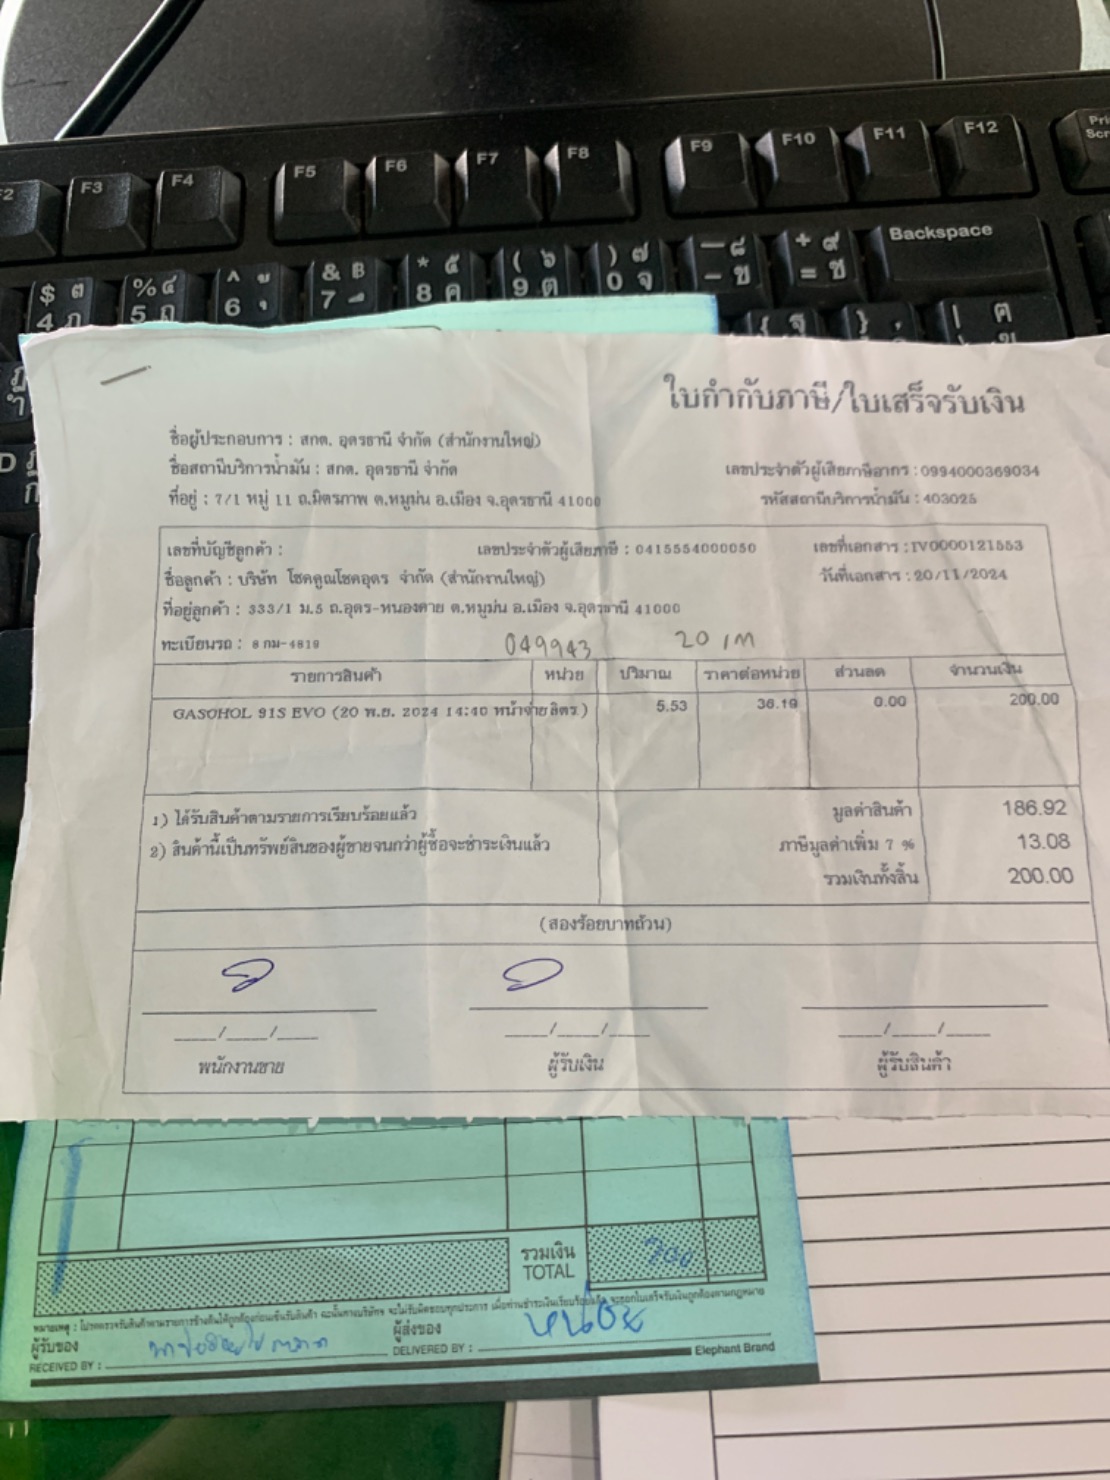 F2 F3 F4 F5 F6 F7 F8 F9 F10 F11 F12
Backspace
ใบกำกับภาษี/ใบเสร็จรับเงิน
ชื่อผู้ประกอบการ : สกต. อุดรธานี จำกัด (สำนักงานใหญ่)
ชื่อสถานีบริการน้ำมัน : สกต. อุดรธานี จำกัด
เลขประจำตัวผู้เสียภาษีอากร : 0994000369034
ที่อยู่ : 7/1 หมู่ 11 ถ.มิตรภาพ ต.หมูม่น อ.เมือง จ.อุดรธานี 41000
รหัสสถานีบริการน้ำมัน : 403025
เลขที่บัญชีลูกค้า : เลขประจำตัวผู้เสียภาษี : 0415554000050 เลขที่เอกสาร : IV0000121553
ชื่อลูกค้า : บริษัท โชคคูณโชคอุดร จำกัด (สำนักงานใหญ่) วันที่เอกสาร : 20/11/2024
ที่อยู่ลูกค้า : 333/1 ม.5 ถ.อุดร-หนองคาย ต.หมูม่น อ.เมือง จ.อุดรธานี 41000
ทะเบียนรถ : 8 กม-4819 049943 20 กม
รายการสินค้า หน่วย ปริมาณ ราคาต่อหน่วย ส่วนลด จำนวนเงิน
GASOHOL 91S EVO (20 พ.ย. 2024 14:40 หน้าจ่าย ลิตร ) 5.53 36.19 0.00 200.00
1) ได้รับสินค้าตามรายการเรียบร้อยแล้ว
มูลค่าสินค้า 186.92
2) สินค้านี้เป็นทรัพย์สินของผู้ขายจนกว่าผู้ซื้อจะชำระเงินแล้ว
ภาษีมูลค่าเพิ่ม 7 % 13.08
รวมเงินทั้งสิ้น 200.00
(สองร้อยบาทถ้วน)
___/___/___ ___/___/___ ___/___/___
พนักงานขาย ผู้รับเงิน ผู้รับสินค้า
รวมเงิน
TOTAL
ผู้รับของ
RECEIVED BY :
ผู้ส่งของ
DELIVERED BY :
Elephant Brand